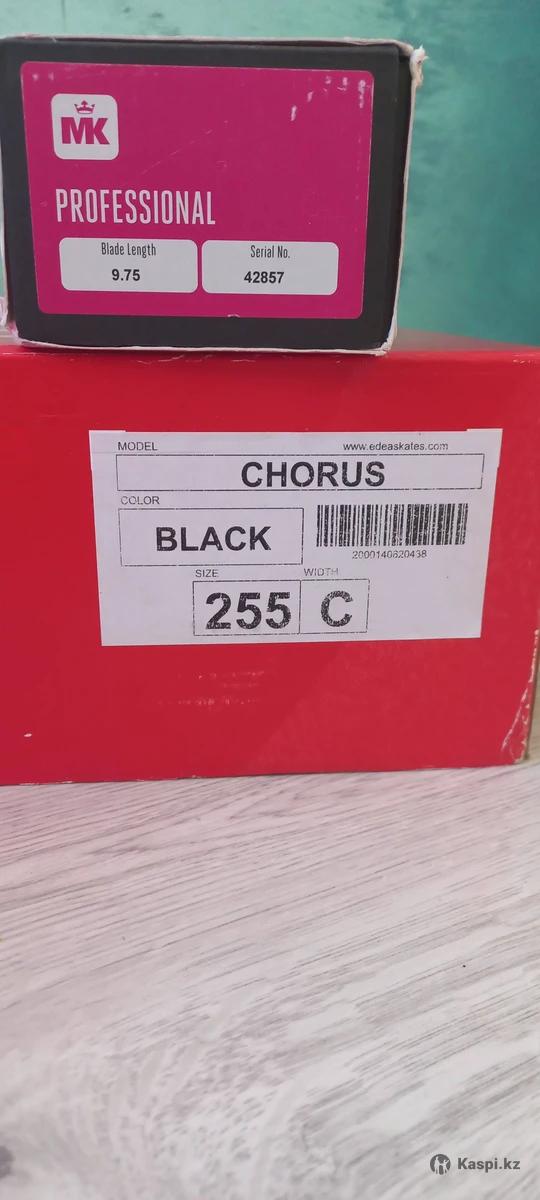 MK
PROFESSIONAL
Blade Length
9.75
Serial No.
42857
MODEL
www.edeaskates.com
CHORUS
COLOR
BLACK
2000140620438
SIZE
WIDTH
255
C
Kaspi.kz